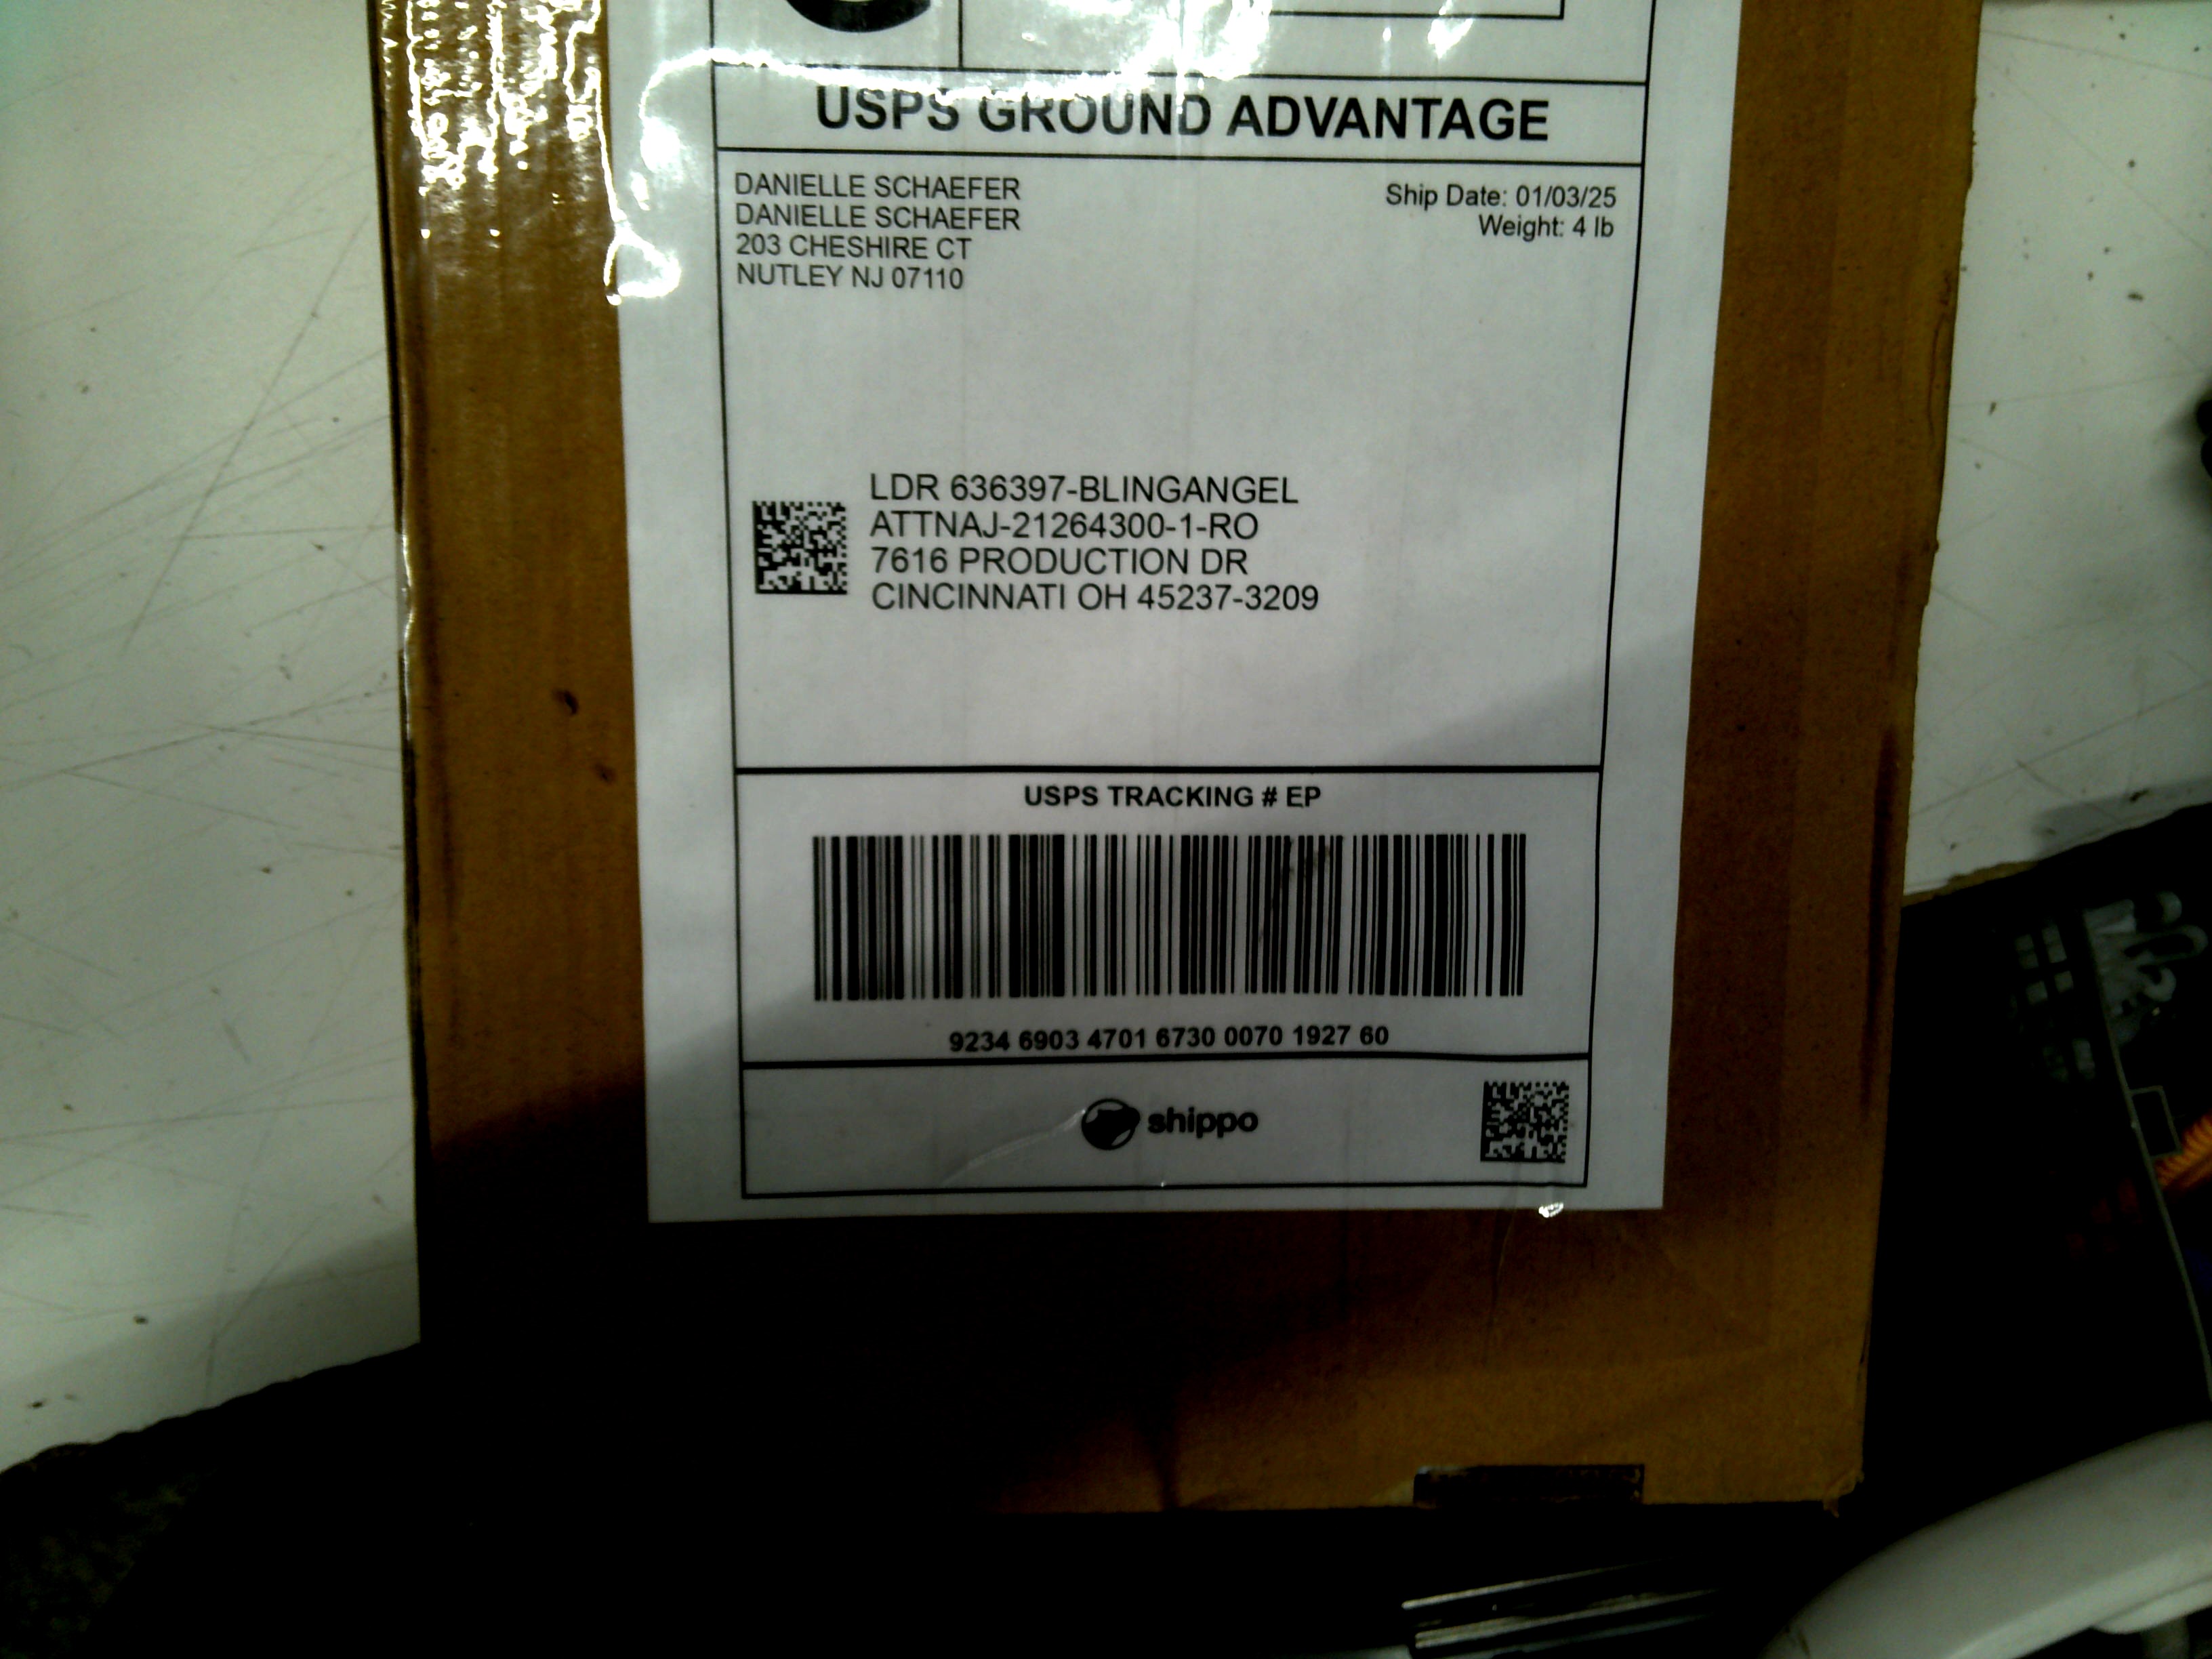 USPS GROUND ADVANTAGE
DANIELLE SCHAEFER
DANIELLE SCHAEFER
203 CHESHIRE CT
NUTLEY NJ 07110
Ship Date: 01/03/25
Weight: 4 lb
LDR 636397-BLINGANGEL
ATTNAJ-21264300-1-RO
7616 PRODUCTION DR
CINCINNATI OH 45237-3209
USPS TRACKING # EP
9234 6903 4701 6730 0070 1927 60
shippo